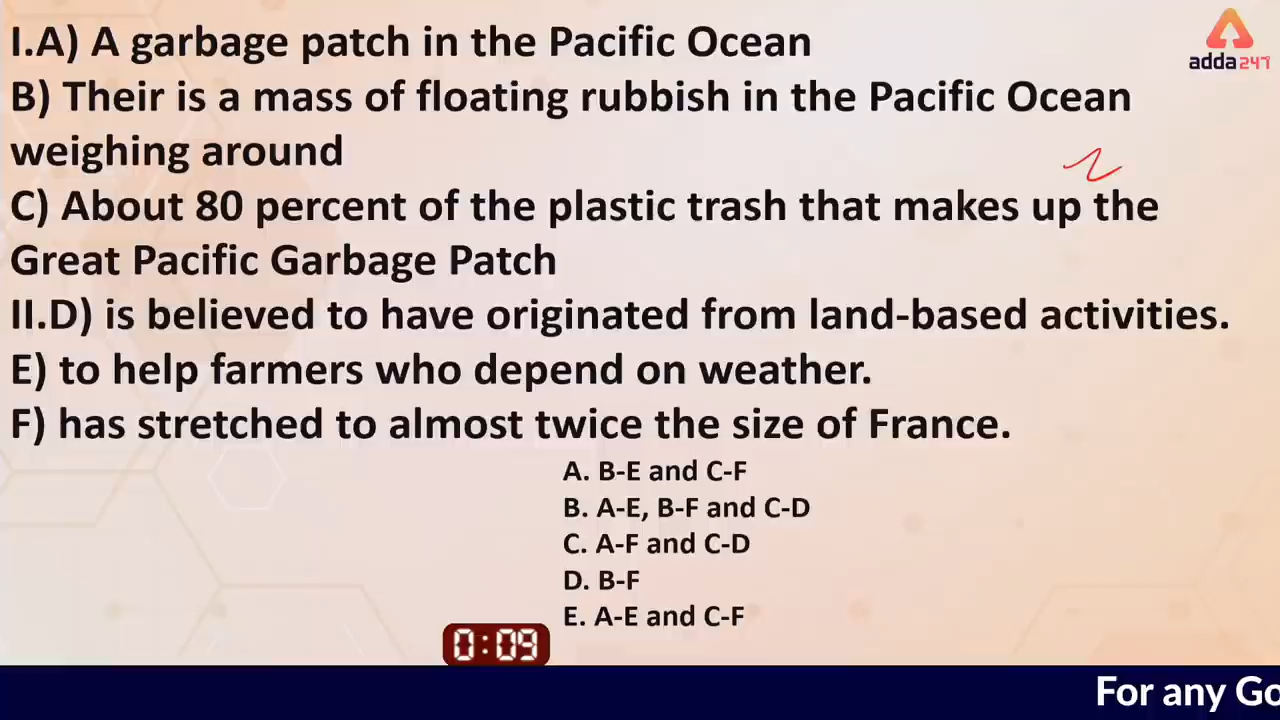 I.A) A garbage patch in the Pacific Ocean
adda247
B) Their is a mass of floating rubbish in the Pacific Ocean
weighing around
C) About 80 percent of the plastic trash that makes up the
Great Pacific Garbage Patch
II.D) is believed to have originated from land-based activities.
E) to help farmers who depend on weather.
F) has stretched to almost twice the size of France.
A. B-E and C-F
B. A-E, B-F and C-D
C. A-F and C-D
D. B-F
E. A-E and C-F
0:09
For any Go